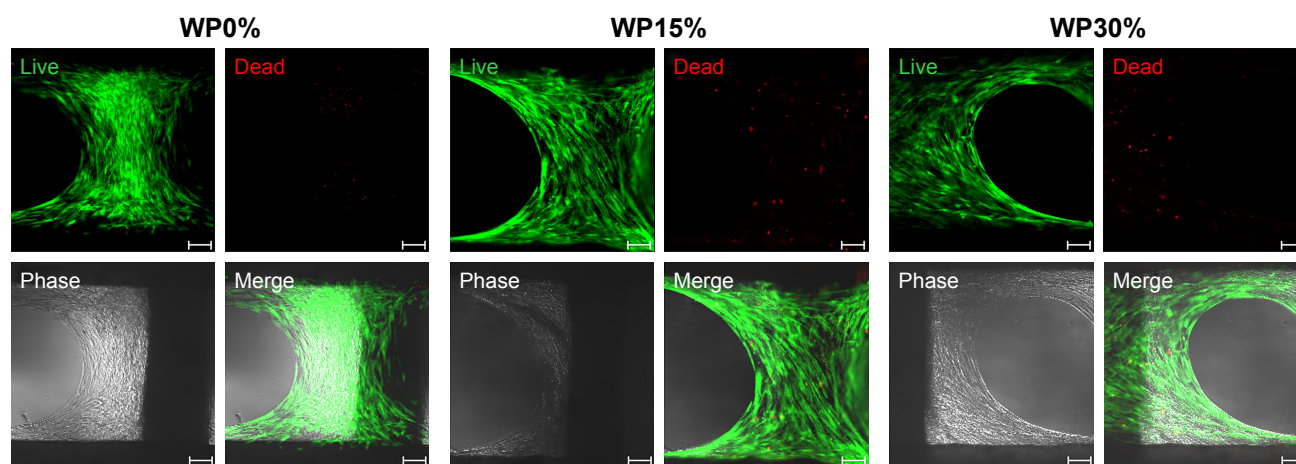 WP0% WP15% WP30%
Live Dead Live Dead Live Dead
Phase Merge Phase Merge Phase Merge